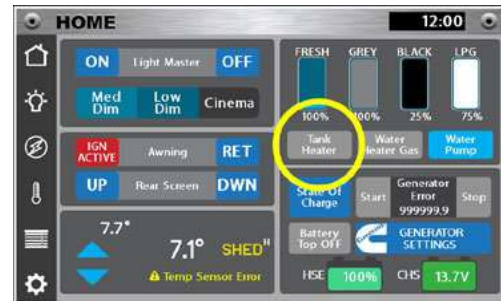 HOME
12:00
ON Light Master OFF
Med Dim Low Dim Cinema
IGN ACTIVE Awning RET
UP Rear Screen DWN
7.7°
7.1° SHED"
Temp Sensor Error
FRESH GREY BLACK LPG
100% 100% 25% 75%
Tank Heater Water Heater Gas Water Pump
State Of Charge Start Generator Error 999999.9 Stop
Battery Top OFF GENERATOR SETTINGS
HSE 100% CHS 13.7V